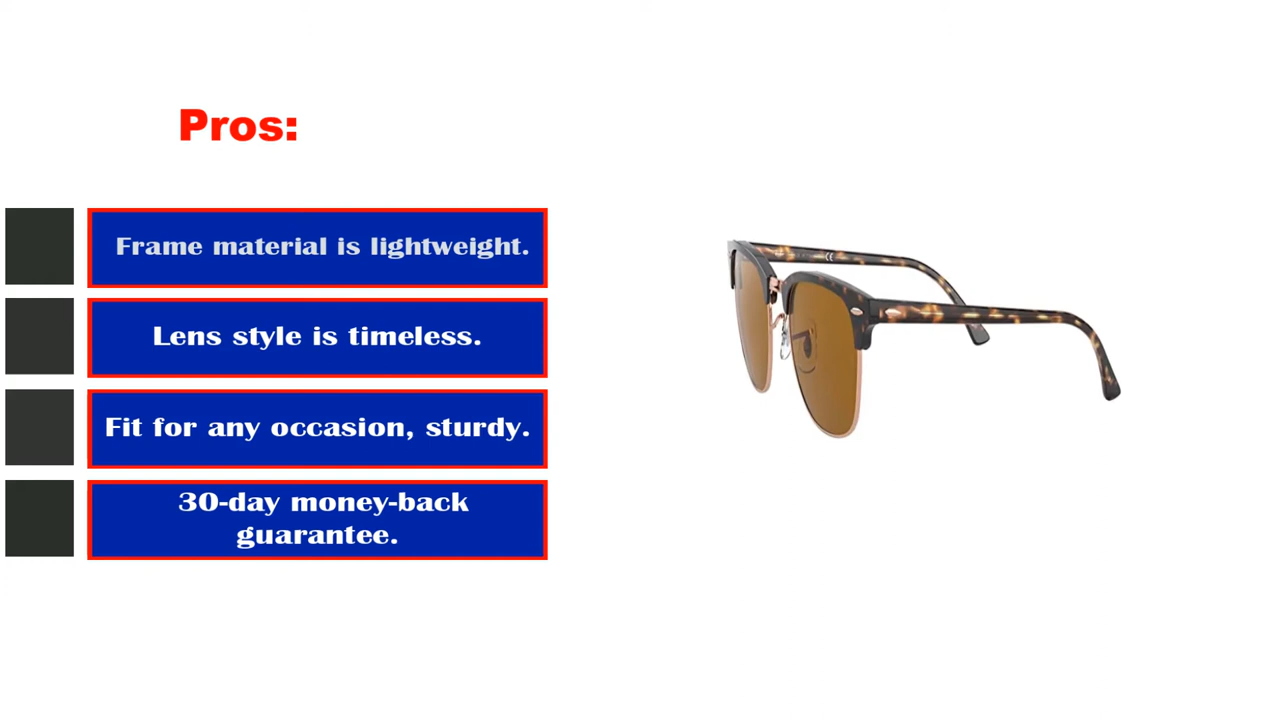 Pros:
Frame material is lightweight.
Lens style is timeless.
Fit for any occasion, sturdy.
30-day money-back
guarantee.
CE